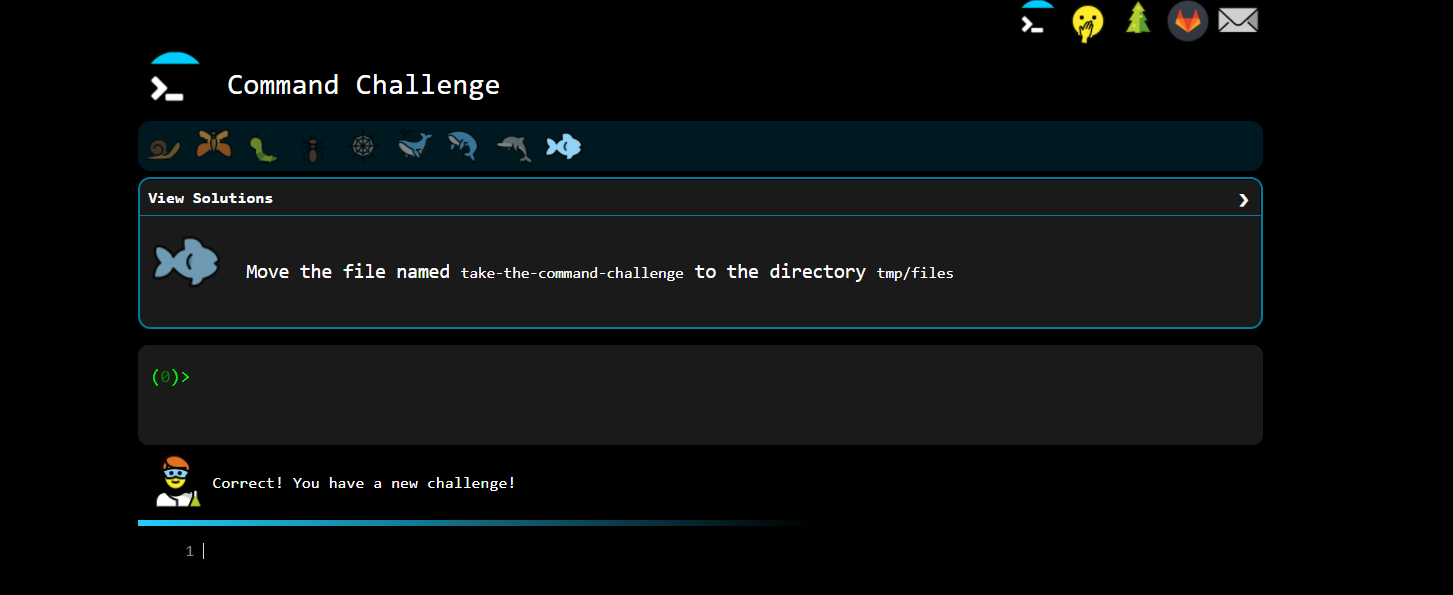 Command Challenge
View Solutions
Move the file named take-the-command-challenge to the directory tmp/files
(0)>
Correct! You have a new challenge!
1